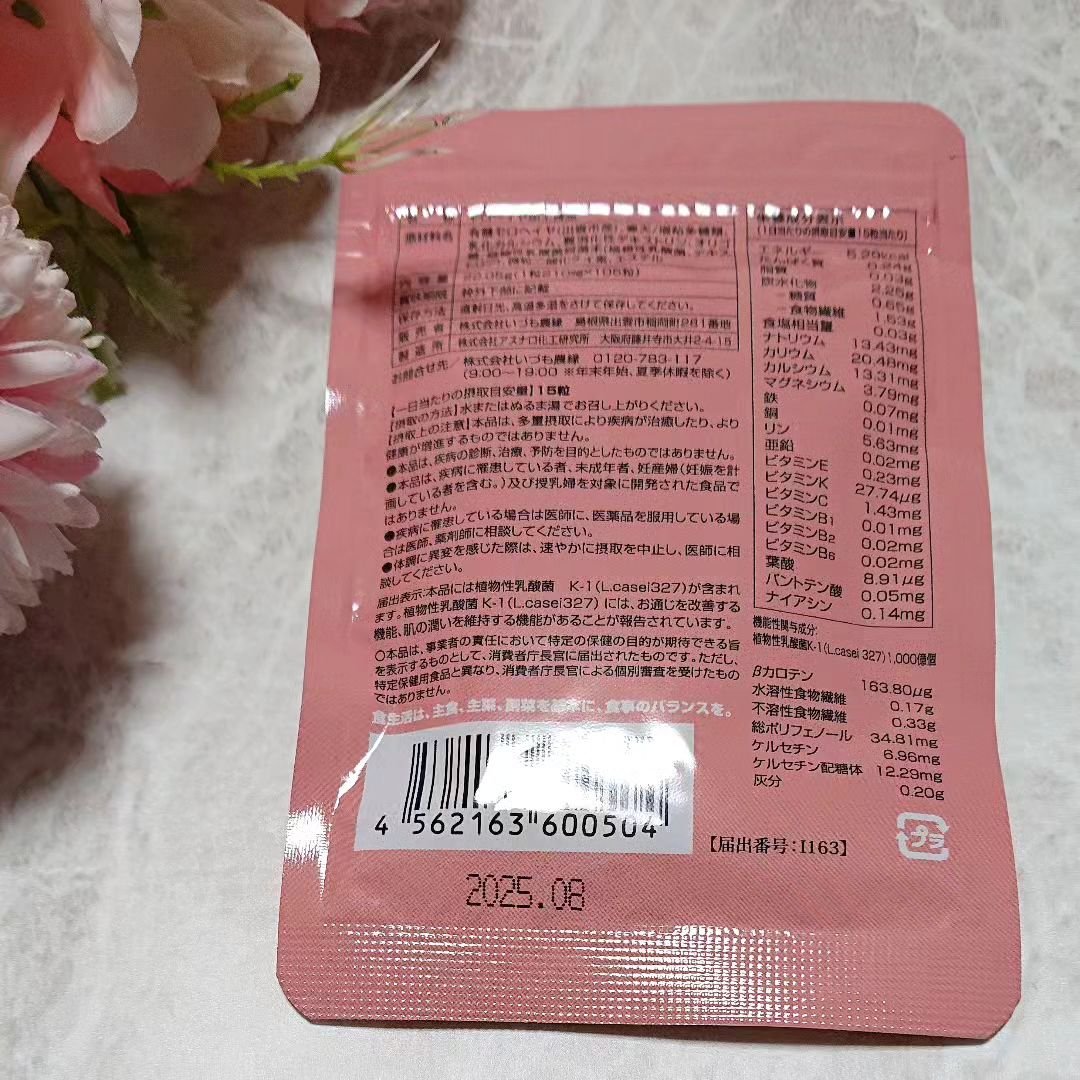 原材料名
賞味期限 枠外下部に記載
保存方法 直射日光、高温多湿をさけて保存してください。
販売者 株式会社いづも農縁 島根県出雲市稲岡町281番地
製造所 株式会社アスナロ化工研究所 大阪府藤井寺市大井2-4-15
お問合せ先/ 株式会社いづも農縁 0120-783-117
(9:00〜19:00 ※年末年始、夏季休暇を除く)
【一日当たりの摂取目安量】15粒
【摂取の方法】水またはぬるま湯でお召し上がりください。
【摂取上の注意】本品は、多量摂取により疾病が治癒したり、より
健康が増進するものではありません。
●本品は、疾病の診断、治療、予防を目的としたものではありません。
●本品は、疾病に罹患している者、未成年者、妊産婦(妊娠を計
画している者を含む。)及び授乳婦を対象に開発された食品で
はありません。
●疾病に罹患している場合は医師に、医薬品を服用している場
合は医師、薬剤師に相談してください。
●体調に異変を感じた際は、速やかに摂取を中止し、医師に相
談してください。
届出表示:本品には植物性乳酸菌 K-1(L.casei327)が含まれ
ます。植物性乳酸菌 K-1(L.casei327) には、お通じを改善する
機能、肌の潤いを維持する機能があることが報告されています。
〇本品は、事業者の責任において特定の保健の目的が期待できる旨
を表示するものとして、消費者庁長官に届出されたものです。ただし、
特定保健用食品と異なり、消費者庁長官による個別審査を受けたもの
ではありません。
食生活は、主食、主菜、副菜を基本に、食事のバランスを。
4 562163 600504
2025.08
(1日当たりの摂取目安量15粒当たり)
エネルギー 5.29kcal
たんぱく質 0.24g
脂質 0.03g
炭水化物 2.26g
－糖質 0.65g
－食物繊維 1.53g
食塩相当量 0.03g
ナトリウム 13.43mg
カリウム 20.48mg
カルシウム 13.31mg
マグネシウム 3.79mg
鉄 0.07mg
銅 0.01mg
リン 5.63mg
亜鉛 0.02mg
ビタミンE 0.23mg
ビタミンK 27.74μg
ビタミンC 1.43mg
ビタミンB1 0.01mg
ビタミンB2 0.02mg
ビタミンB6 0.02mg
葉酸 8.91μg
パントテン酸 0.05mg
ナイアシン 0.14mg
機能性関与成分:
植物性乳酸菌K-1(L.casei 327)1,000億個
βカロテン 163.80μg
水溶性食物繊維 0.17g
不溶性食物繊維 0.33g
総ポリフェノール 34.81mg
ケルセチン 6.96mg
ケルセチン配糖体 12.29mg
灰分 0.20g
【届出番号:I163】
プラ